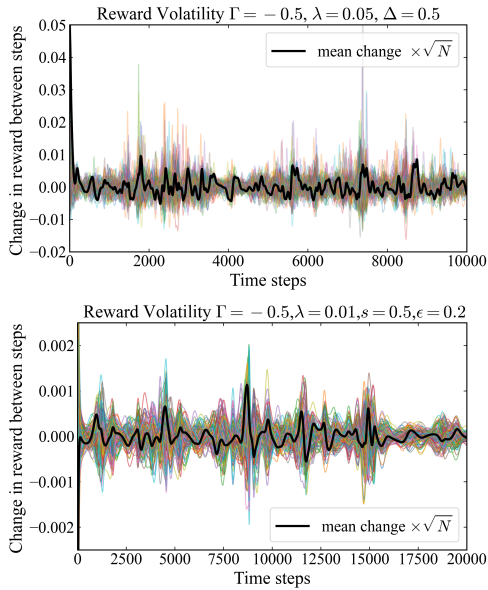 Reward Volatility Γ = − 0.5, λ = 0.05, Δ = 0.5
Change in reward between steps
0.05
0.04
0.03
0.02
0.01
0.00
−0.01
−0.02
mean change ×√N
0 2000 4000 6000 8000 10000
Time steps
Reward Volatility Γ = − 0.5,λ = 0.01,s = 0.5,ϵ = 0.2
Change in reward between steps
0.002
0.001
0.000
−0.001
−0.002
mean change ×√N
0 2500 5000 7500 10000 12500 15000 17500 20000
Time steps